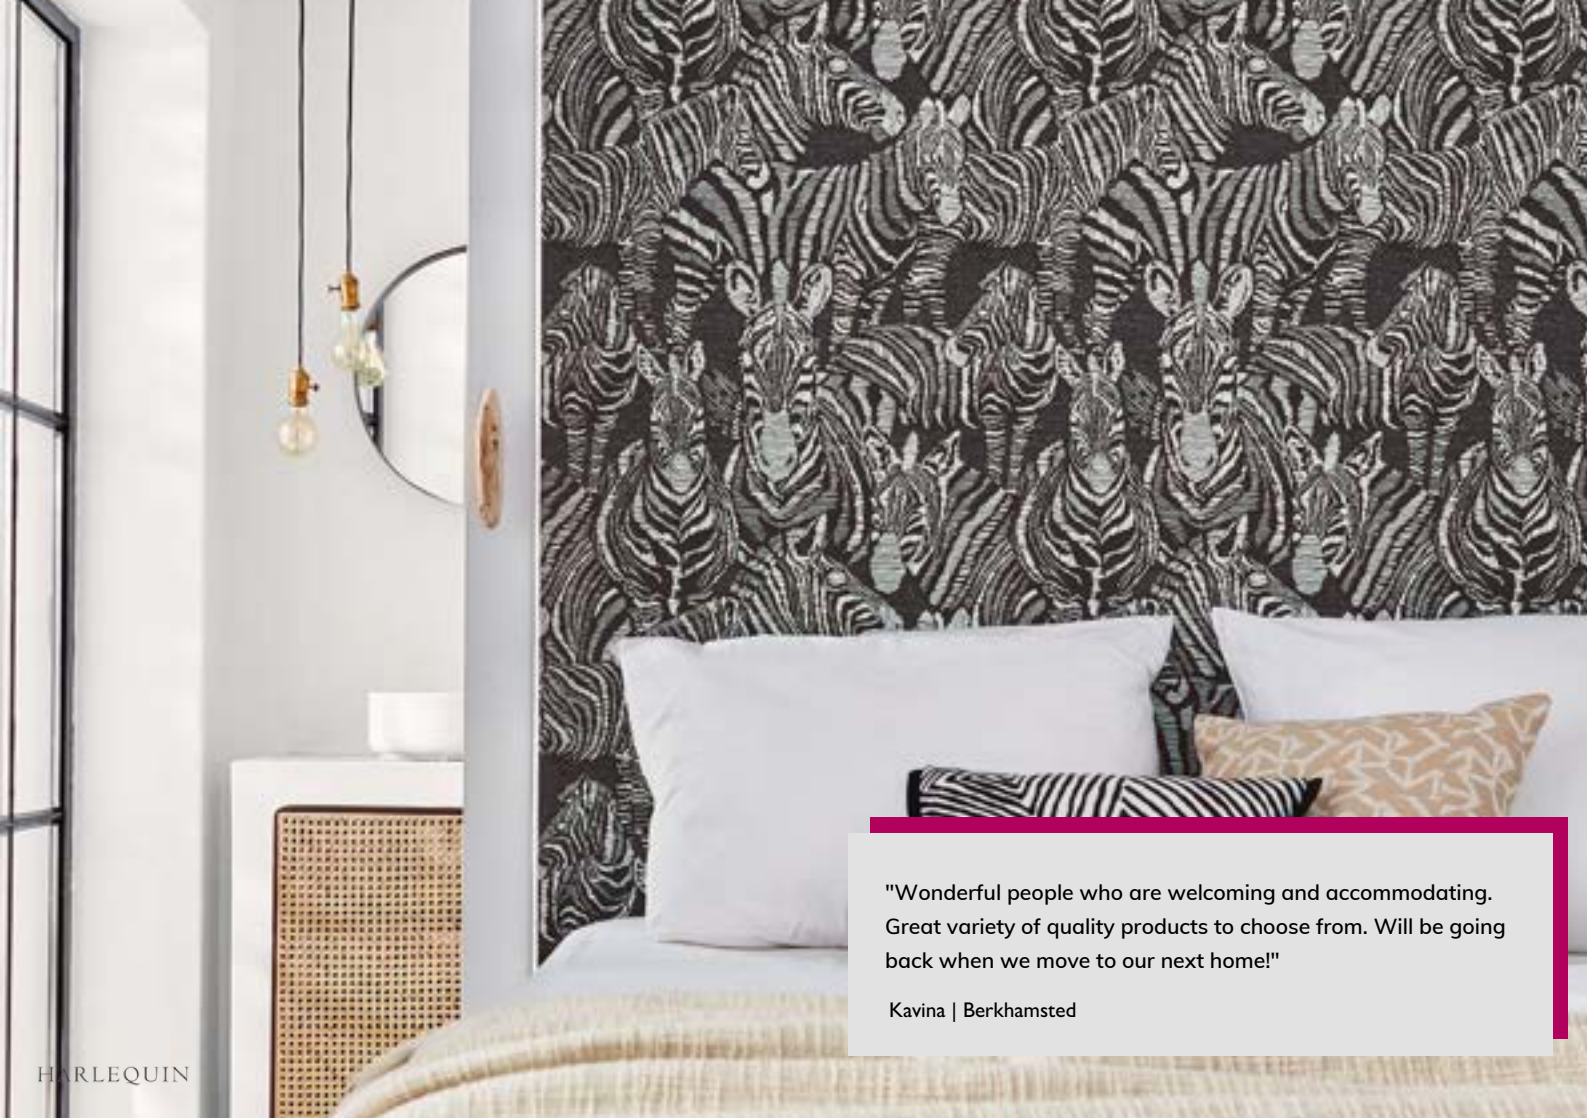 "Wonderful people who are welcoming and accommodating.
Great variety of quality products to choose from. Will be going
back when we move to our next home!"
Kavina | Berkhamsted
HARLEQUIN